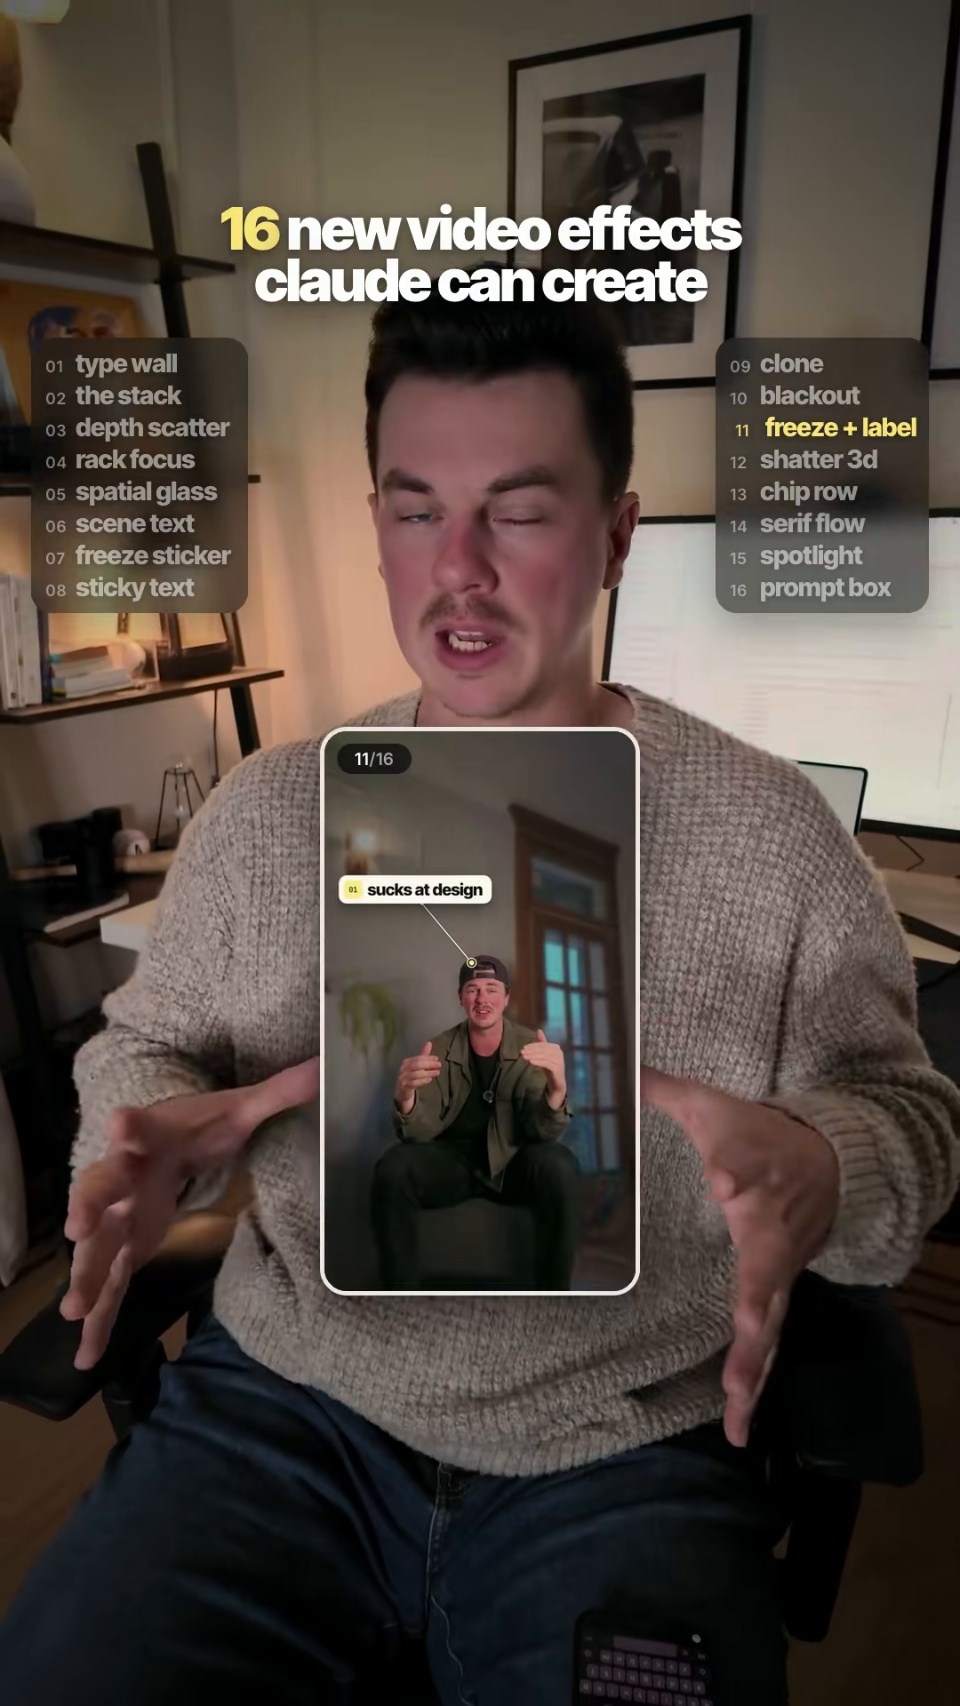 16 new video effects
claude can create
01 type wall
02 the stack
03 depth scatter
04 rack focus
05 spatial glass
06 scene text
07 freeze sticker
08 sticky text
09 clone
10 blackout
11 freeze + label
12 shatter 3d
13 chip row
14 serif flow
15 spotlight
16 prompt box
11/16
01 sucks at design